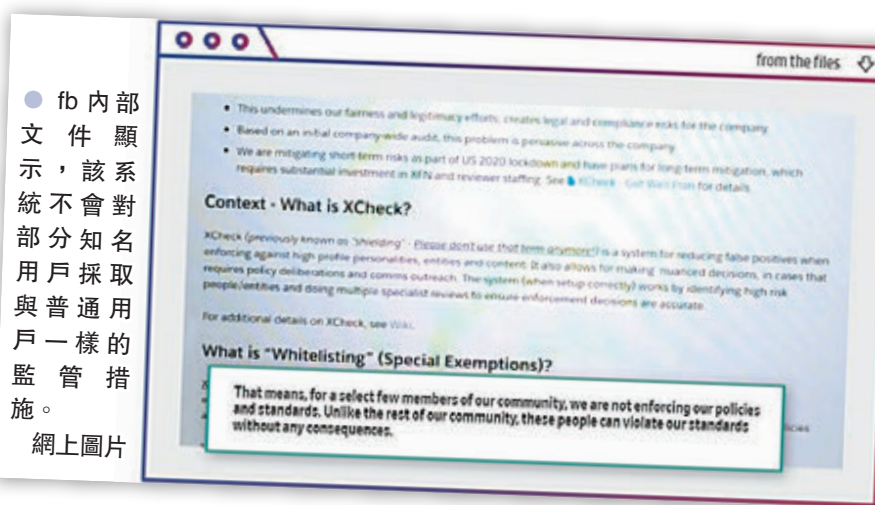 ● fb 內部
文件顯
示，該系
統不會對
部分知名
用戶採取
與普通用
戶一樣的
監管措
施。
網上圖片
from the files
• This undermines our fairness and legitimacy efforts, creates legal and compliance risks for the company.
• Based on an initial company-wide audit, this problem is pervasive across the company.
• We are mitigating short-term risks as part of US 2020 lockdown and have plans for long-term mitigation, which
requires substantial investment in XFN and reviewer staffing. See XCheck - Get Well Plan for details.
Context - What is XCheck?
XCheck (previously known as "shielding" - Please don't use that term anymore!) is a system for reducing false positives when
enforcing against high profile personalities, entities and content. It also allows for making nuanced decisions, in cases that
requires policy deliberations and comms outreach. The system (when setup correctly) works by identifying high risk
people/entities and doing multiple specialist reviews to ensure enforcement decisions are accurate.
For additional details on XCheck, see Wiki.
What is "Whitelisting" (Special Exemptions)?
That means, for a select few members of our community, we are not enforcing our policies
and standards. Unlike the rest of our community, these people can violate our standards
without any consequences.